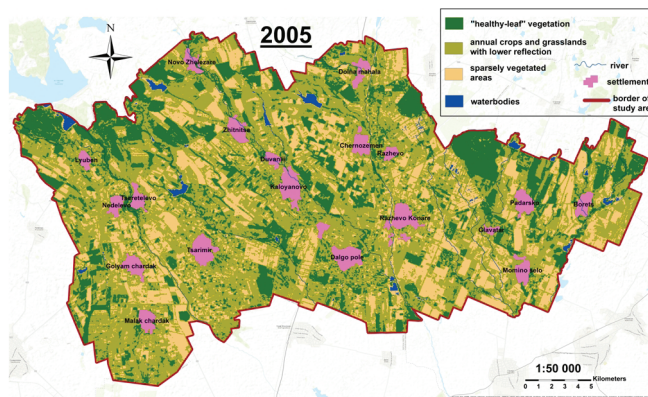 2005
N
"healthy-leaf" vegetation
annual crops and grasslands
with lower reflection
sparsely vegetated
areas
waterbodies
river
settlement
border of
study area
Novo Zhelezare
Dolna mahala
Zhitnitsa
Chernozemen
Razhevo
Lyuben
Duvanlii
Kaloyanovo
Tseretelevo
Nedelevo
Padarsko
Borets
Razhevo Konare
Glavatar
Tsarimir
Dalgo pole
Golyam chardak
Momino selo
Malak chardak
1:50 000
0 1 2 3 4 5 Kilometers